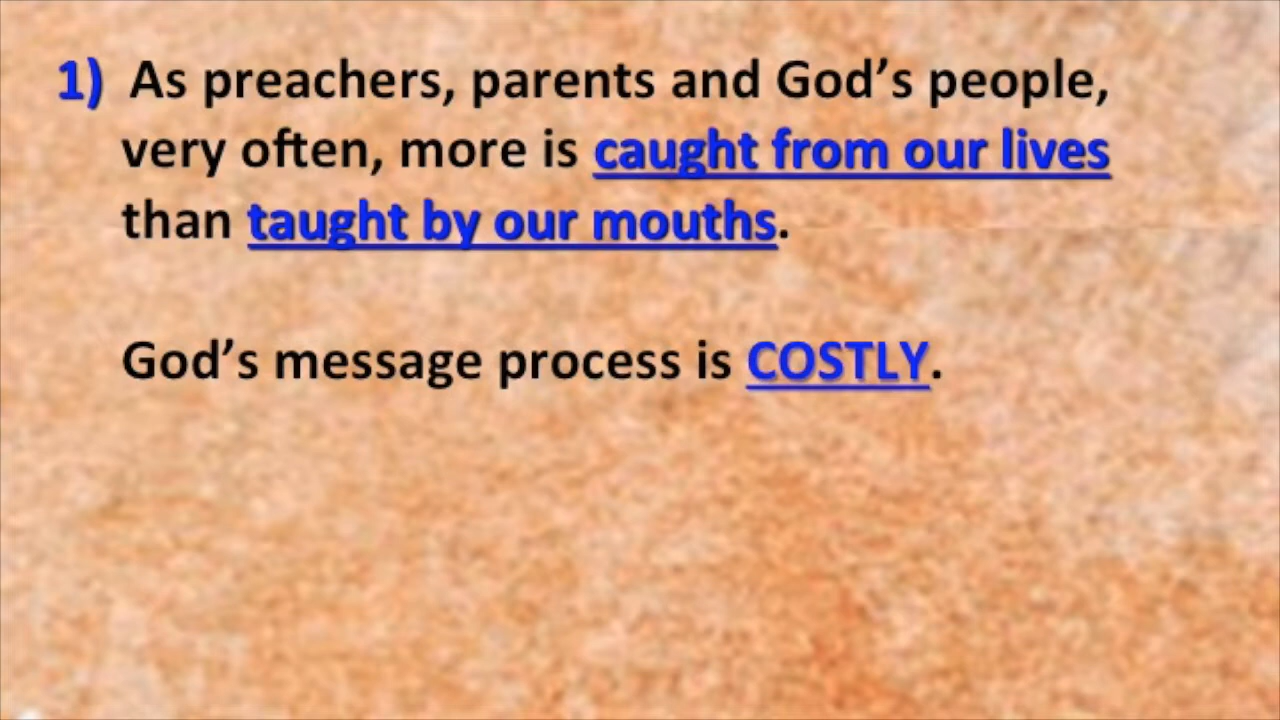 1) As preachers, parents and God’s people,
very often, more is caught from our lives
than taught by our mouths.
God’s message process is COSTLY.